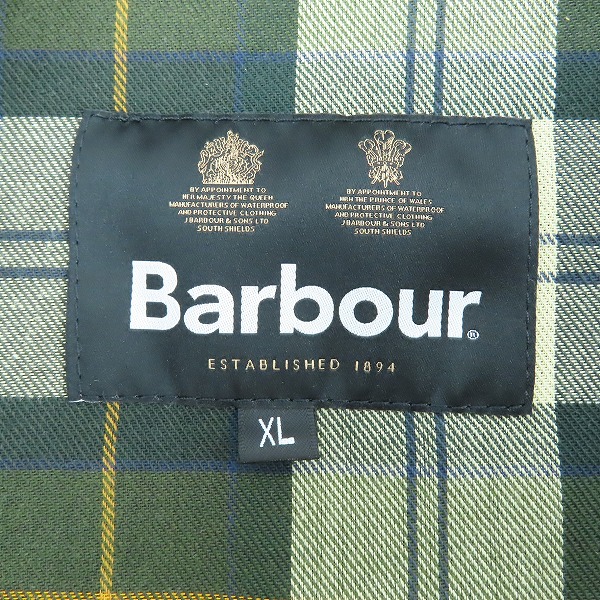 BY APPOINTMENT TO
HER MAJESTY THE QUEEN
MANUFACTURERS OF WATERPROOF
AND PROTECTIVE CLOTHING
J.BARBOUR & SONS LTD
SOUTH SHIELDS
BY APPOINTMENT TO
HRH THE PRINCE OF WALES
MANUFACTURERS OF WATERPROOF
AND PROTECTIVE CLOTHING
J.BARBOUR & SONS LTD
SOUTH SHIELDS
Barbour®
ESTABLISHED 1894
XL